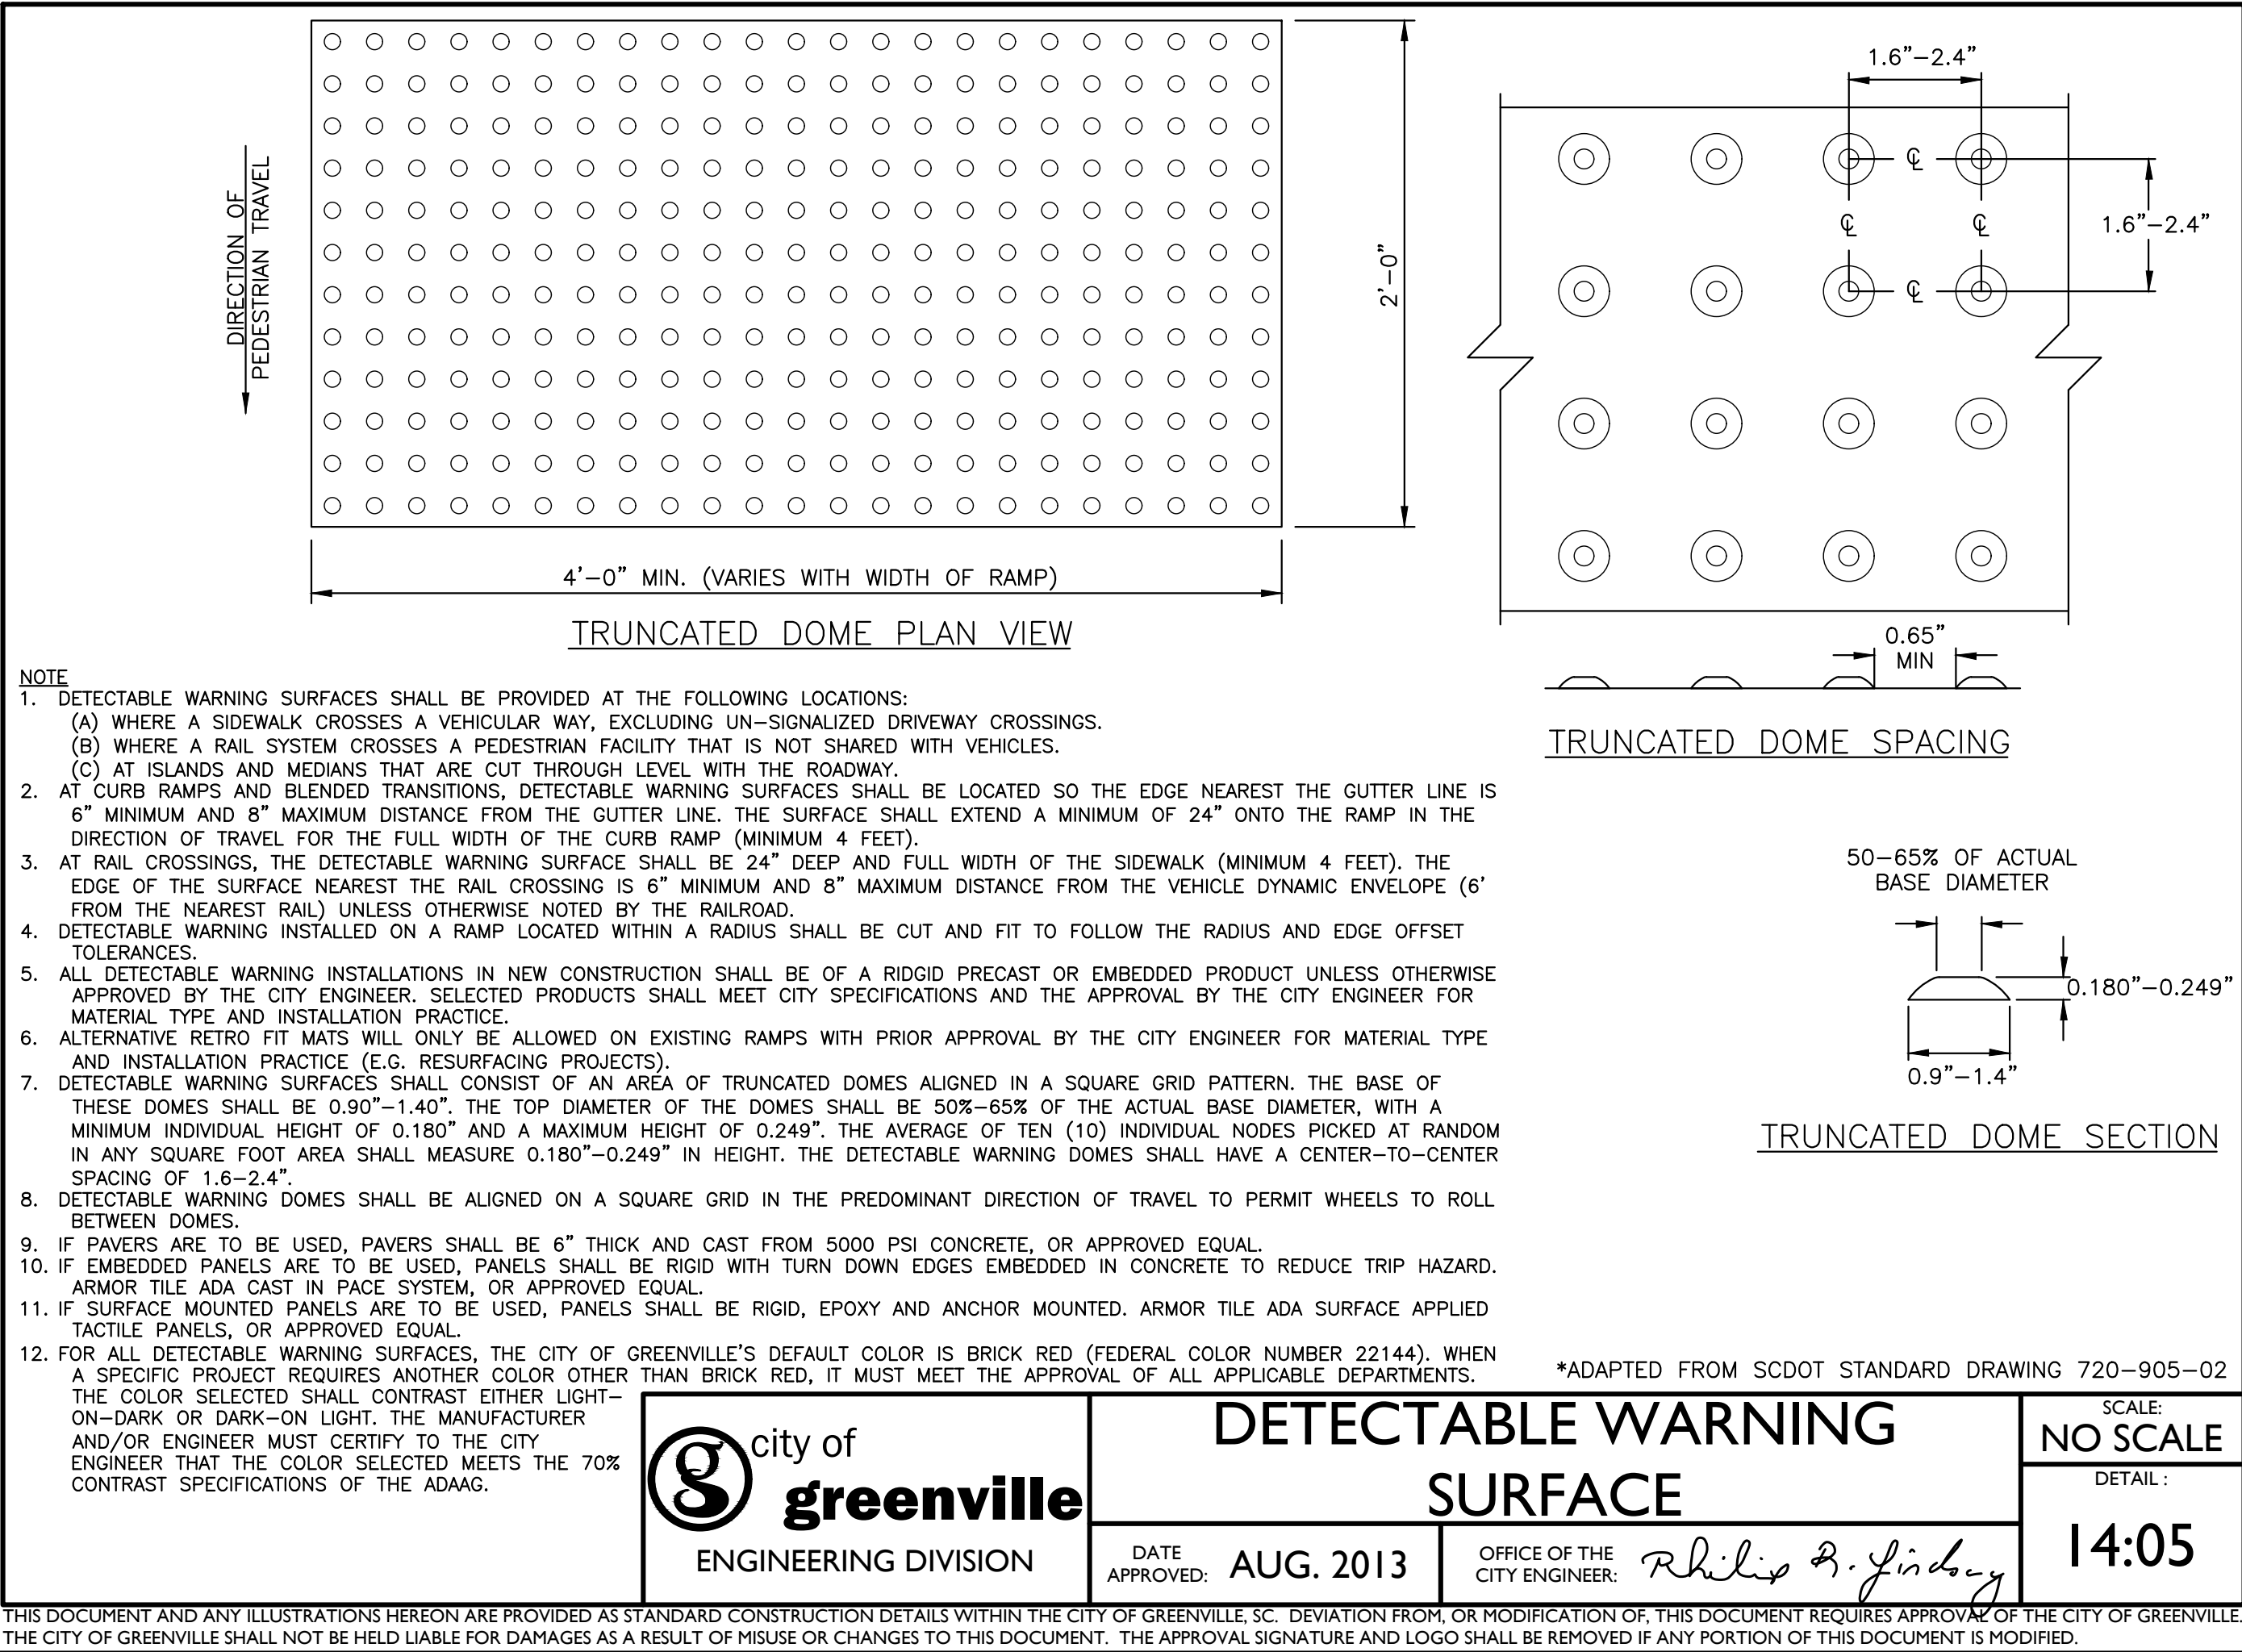 DIRECTION OF
PEDESTRIAN TRAVEL
2'-0"
4'-0" MIN. (VARIES WITH WIDTH OF RAMP)
TRUNCATED DOME PLAN VIEW
1.6"-2.4"
℄
℄
℄
℄
1.6"-2.4"
0.65"
MIN
TRUNCATED DOME SPACING
50-65% OF ACTUAL
BASE DIAMETER
0.180"-0.249"
0.9"-1.4"
TRUNCATED DOME SECTION
NOTE
1. DETECTABLE WARNING SURFACES SHALL BE PROVIDED AT THE FOLLOWING LOCATIONS:
(A) WHERE A SIDEWALK CROSSES A VEHICULAR WAY, EXCLUDING UN-SIGNALIZED DRIVEWAY CROSSINGS.
(B) WHERE A RAIL SYSTEM CROSSES A PEDESTRIAN FACILITY THAT IS NOT SHARED WITH VEHICLES.
(C) AT ISLANDS AND MEDIANS THAT ARE CUT THROUGH LEVEL WITH THE ROADWAY.
2. AT CURB RAMPS AND BLENDED TRANSITIONS, DETECTABLE WARNING SURFACES SHALL BE LOCATED SO THE EDGE NEAREST THE GUTTER LINE IS
6" MINIMUM AND 8" MAXIMUM DISTANCE FROM THE GUTTER LINE. THE SURFACE SHALL EXTEND A MINIMUM OF 24" ONTO THE RAMP IN THE
DIRECTION OF TRAVEL FOR THE FULL WIDTH OF THE CURB RAMP (MINIMUM 4 FEET).
3. AT RAIL CROSSINGS, THE DETECTABLE WARNING SURFACE SHALL BE 24" DEEP AND FULL WIDTH OF THE SIDEWALK (MINIMUM 4 FEET). THE
EDGE OF THE SURFACE NEAREST THE RAIL CROSSING IS 6" MINIMUM AND 8" MAXIMUM DISTANCE FROM THE VEHICLE DYNAMIC ENVELOPE (6'
FROM THE NEAREST RAIL) UNLESS OTHERWISE NOTED BY THE RAILROAD.
4. DETECTABLE WARNING INSTALLED ON A RAMP LOCATED WITHIN A RADIUS SHALL BE CUT AND FIT TO FOLLOW THE RADIUS AND EDGE OFFSET
TOLERANCES.
5. ALL DETECTABLE WARNING INSTALLATIONS IN NEW CONSTRUCTION SHALL BE OF A RIDGID PRECAST OR EMBEDDED PRODUCT UNLESS OTHERWISE
APPROVED BY THE CITY ENGINEER. SELECTED PRODUCTS SHALL MEET CITY SPECIFICATIONS AND THE APPROVAL BY THE CITY ENGINEER FOR
MATERIAL TYPE AND INSTALLATION PRACTICE.
6. ALTERNATIVE RETRO FIT MATS WILL ONLY BE ALLOWED ON EXISTING RAMPS WITH PRIOR APPROVAL BY THE CITY ENGINEER FOR MATERIAL TYPE
AND INSTALLATION PRACTICE (E.G. RESURFACING PROJECTS).
7. DETECTABLE WARNING SURFACES SHALL CONSIST OF AN AREA OF TRUNCATED DOMES ALIGNED IN A SQUARE GRID PATTERN. THE BASE OF
THESE DOMES SHALL BE 0.90"-1.40". THE TOP DIAMETER OF THE DOMES SHALL BE 50%-65% OF THE ACTUAL BASE DIAMETER, WITH A
MINIMUM INDIVIDUAL HEIGHT OF 0.180" AND A MAXIMUM HEIGHT OF 0.249". THE AVERAGE OF TEN (10) INDIVIDUAL NODES PICKED AT RANDOM
IN ANY SQUARE FOOT AREA SHALL MEASURE 0.180"-0.249" IN HEIGHT. THE DETECTABLE WARNING DOMES SHALL HAVE A CENTER-TO-CENTER
SPACING OF 1.6-2.4".
8. DETECTABLE WARNING DOMES SHALL BE ALIGNED ON A SQUARE GRID IN THE PREDOMINANT DIRECTION OF TRAVEL TO PERMIT WHEELS TO ROLL
BETWEEN DOMES.
9. IF PAVERS ARE TO BE USED, PAVERS SHALL BE 6" THICK AND CAST FROM 5000 PSI CONCRETE, OR APPROVED EQUAL.
10. IF EMBEDDED PANELS ARE TO BE USED, PANELS SHALL BE RIGID WITH TURN DOWN EDGES EMBEDDED IN CONCRETE TO REDUCE TRIP HAZARD.
ARMOR TILE ADA CAST IN PACE SYSTEM, OR APPROVED EQUAL.
11. IF SURFACE MOUNTED PANELS ARE TO BE USED, PANELS SHALL BE RIGID, EPOXY AND ANCHOR MOUNTED. ARMOR TILE ADA SURFACE APPLIED
TACTILE PANELS, OR APPROVED EQUAL.
12. FOR ALL DETECTABLE WARNING SURFACES, THE CITY OF GREENVILLE'S DEFAULT COLOR IS BRICK RED (FEDERAL COLOR NUMBER 22144). WHEN
A SPECIFIC PROJECT REQUIRES ANOTHER COLOR OTHER THAN BRICK RED, IT MUST MEET THE APPROVAL OF ALL APPLICABLE DEPARTMENTS.
THE COLOR SELECTED SHALL CONTRAST EITHER LIGHT-
ON-DARK OR DARK-ON LIGHT. THE MANUFACTURER
AND/OR ENGINEER MUST CERTIFY TO THE CITY
ENGINEER THAT THE COLOR SELECTED MEETS THE 70%
CONTRAST SPECIFICATIONS OF THE ADAAG.
*ADAPTED FROM SCDOT STANDARD DRAWING 720-905-02
g
city of
greenville
ENGINEERING DIVISION
DETECTABLE WARNING
SURFACE
DATE
APPROVED: AUG. 2013
OFFICE OF THE
CITY ENGINEER: Philip R. Lindsay
SCALE:
NO SCALE
DETAIL :
14:05
THIS DOCUMENT AND ANY ILLUSTRATIONS HEREON ARE PROVIDED AS STANDARD CONSTRUCTION DETAILS WITHIN THE CITY OF GREENVILLE, SC. DEVIATION FROM, OR MODIFICATION OF, THIS DOCUMENT REQUIRES APPROVAL OF THE CITY OF GREENVILLE.
THE CITY OF GREENVILLE SHALL NOT BE HELD LIABLE FOR DAMAGES AS A RESULT OF MISUSE OR CHANGES TO THIS DOCUMENT. THE APPROVAL SIGNATURE AND LOGO SHALL BE REMOVED IF ANY PORTION OF THIS DOCUMENT IS MODIFIED.